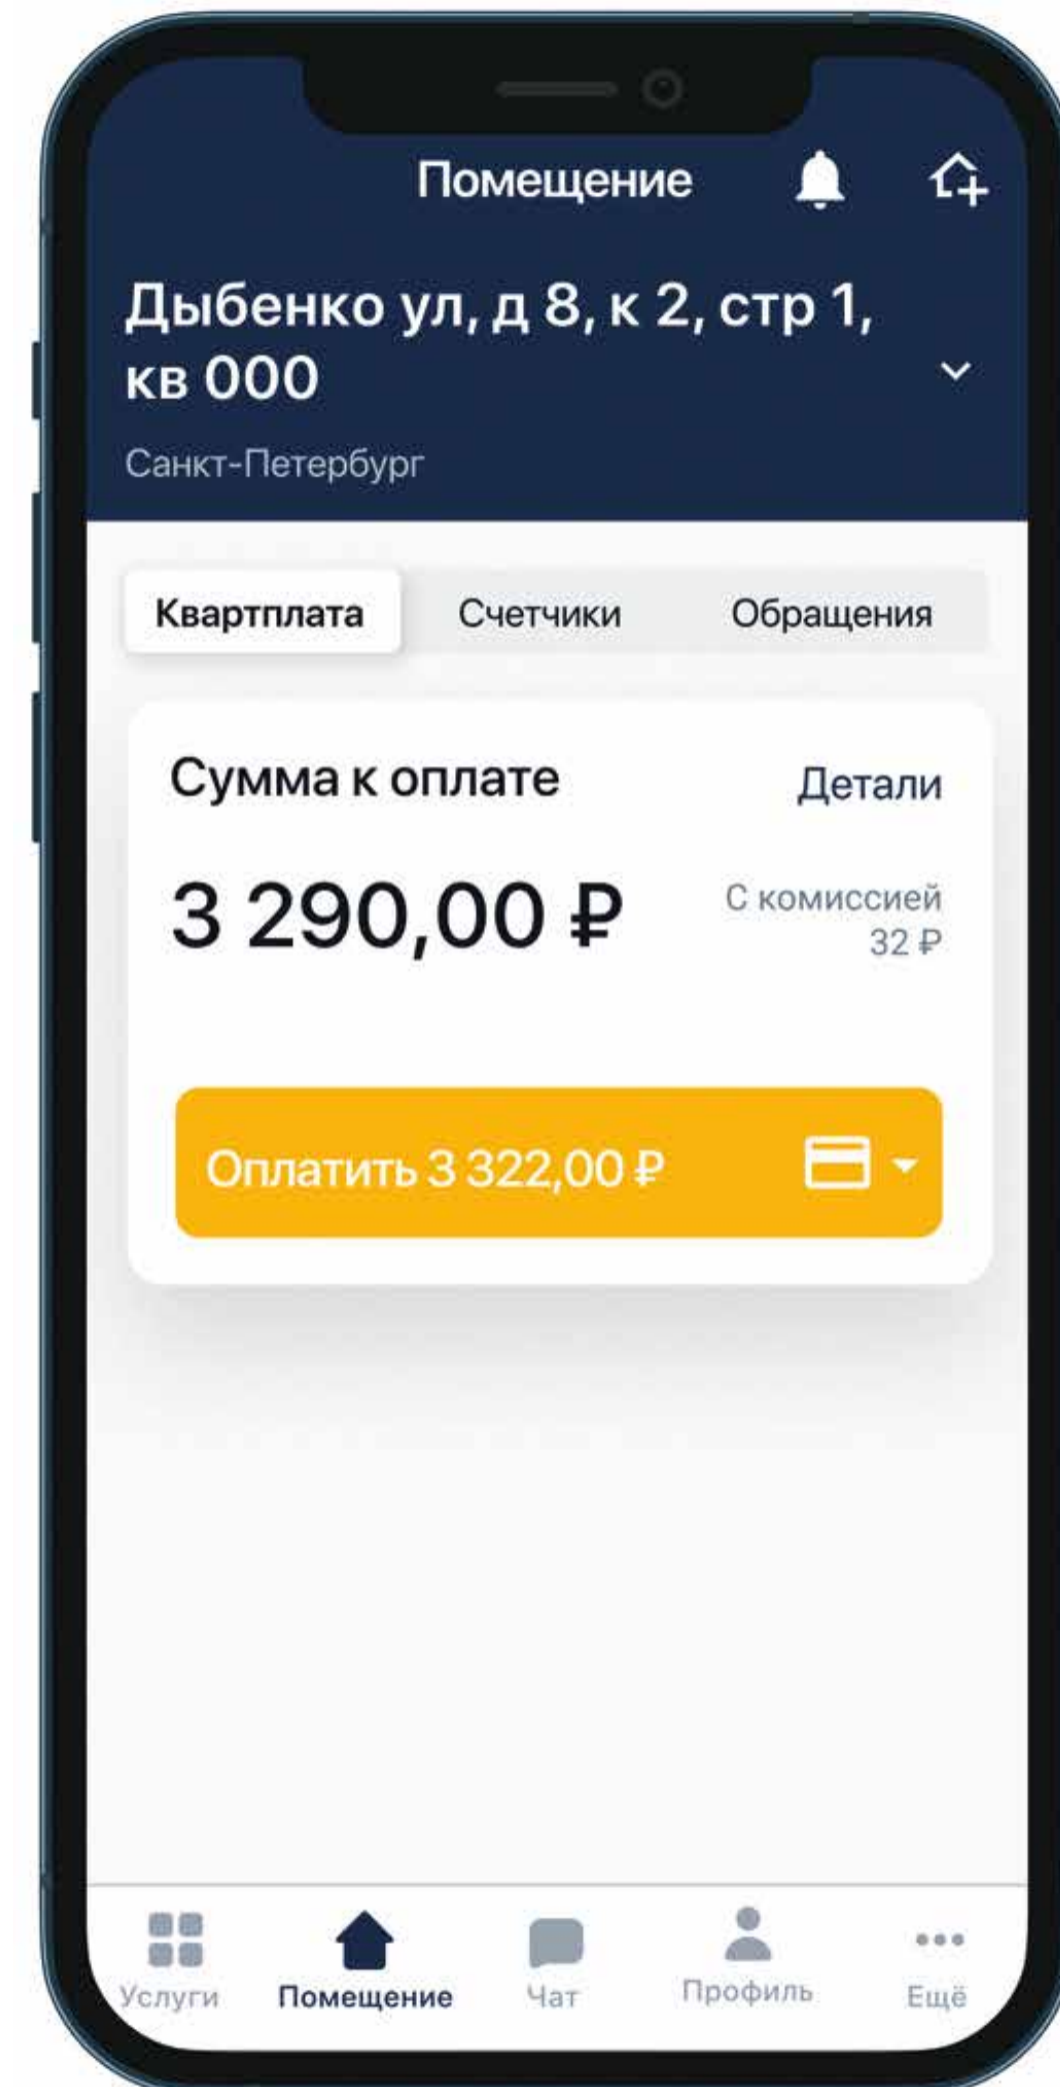 Помещение
Дыбенко ул, д 8, к 2, стр 1,
кв 000
Санкт-Петербург
Квартплата Счетчики Обращения
Сумма к оплате Детали
3 290,00 ₽ С комиссией
32 ₽
Оплатить 3 322,00 ₽
Услуги Помещение Чат Профиль Ещё